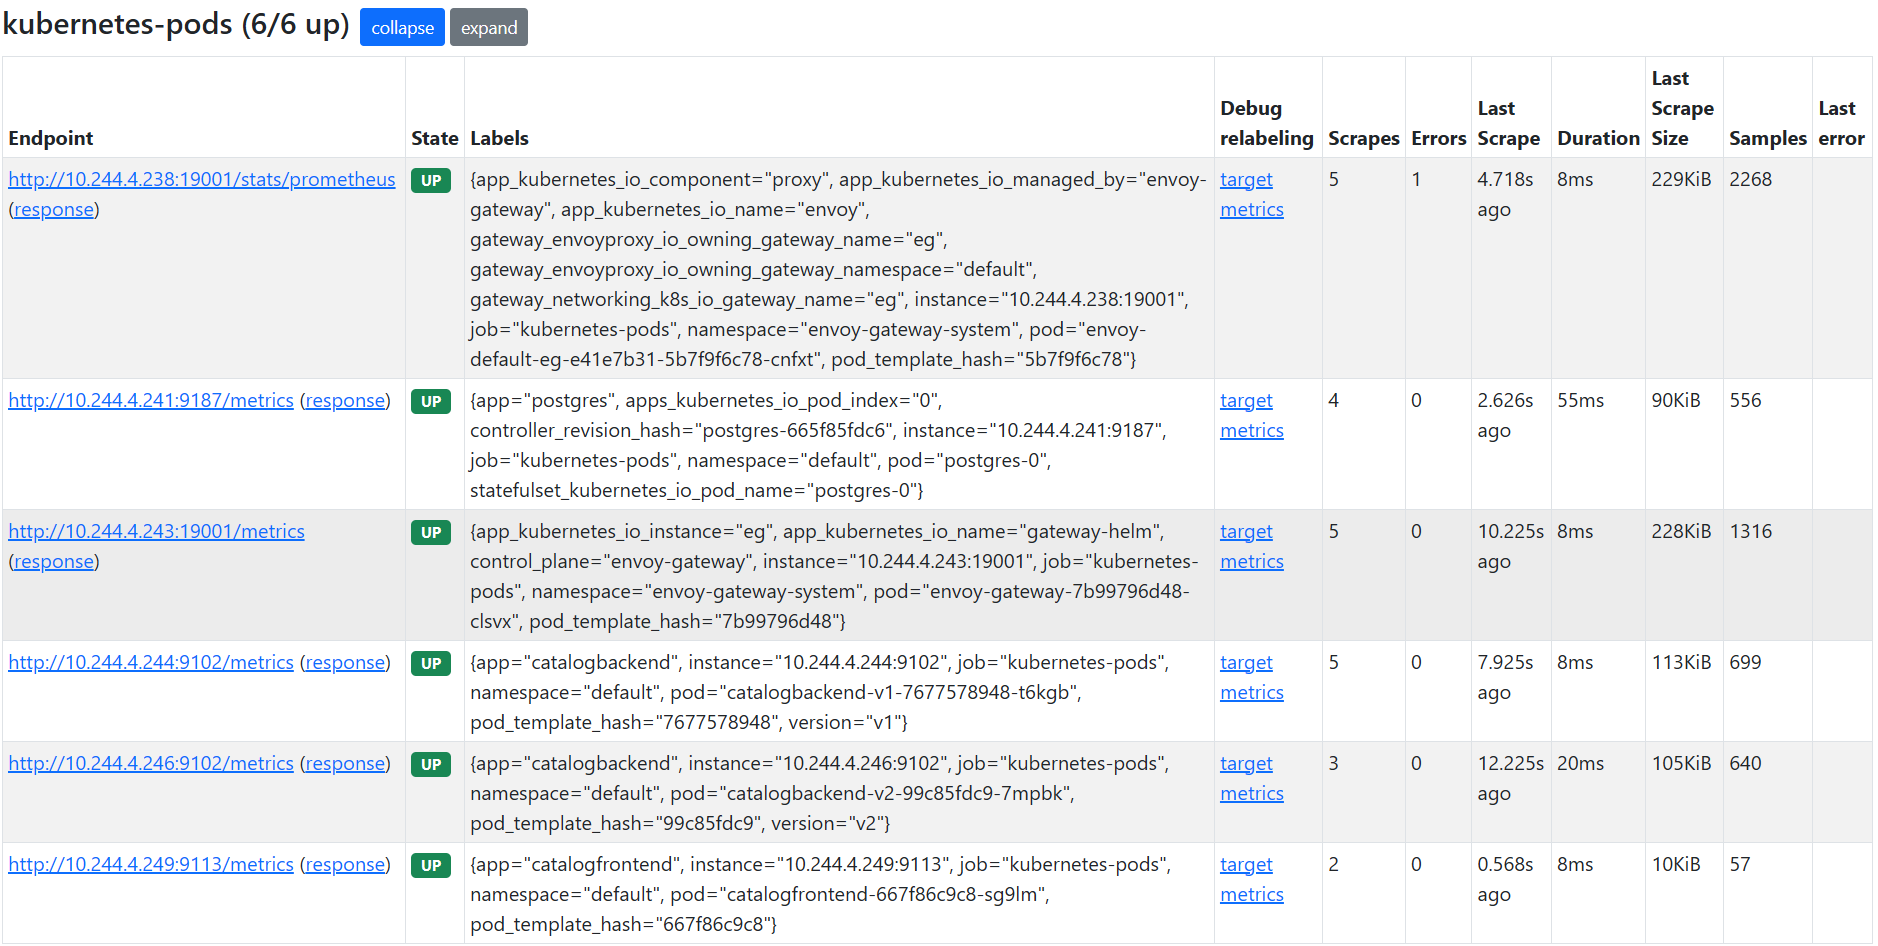 kubernetes-pods (6/6 up) collapse expand
Endpoint State Labels Debug relabeling Scrapes Errors Last Scrape Duration Last Scrape Size Samples Last error
http://10.244.4.238:19001/stats/prometheus
(response)
UP
{app_kubernetes_io_component="proxy", app_kubernetes_io_managed_by="envoy-
gateway", app_kubernetes_io_name="envoy",
gateway_envoyproxy_io_owning_gateway_name="eg",
gateway_envoyproxy_io_owning_gateway_namespace="default",
gateway_networking_k8s_io_gateway_name="eg", instance="10.244.4.238:19001",
job="kubernetes-pods", namespace="envoy-gateway-system", pod="envoy-
default-eg-e41e7b31-5b7f9f6c78-cnfxt", pod_template_hash="5b7f9f6c78"}
target
metrics
5 1 4.718s ago 8ms 229KiB 2268
http://10.244.4.241:9187/metrics (response)
UP
{app="postgres", apps_kubernetes_io_pod_index="0",
controller_revision_hash="postgres-665f85fdc6", instance="10.244.4.241:9187",
job="kubernetes-pods", namespace="default", pod="postgres-0",
statefulset_kubernetes_io_pod_name="postgres-0"}
target
metrics
4 0 2.626s ago 55ms 90KiB 556
http://10.244.4.243:19001/metrics
(response)
UP
{app_kubernetes_io_instance="eg", app_kubernetes_io_name="gateway-helm",
control_plane="envoy-gateway", instance="10.244.4.243:19001", job="kubernetes-
pods", namespace="envoy-gateway-system", pod="envoy-gateway-7b99796d48-
clsvx", pod_template_hash="7b99796d48"}
target
metrics
5 0 10.225s ago 8ms 228KiB 1316
http://10.244.4.244:9102/metrics (response)
UP
{app="catalogbackend", instance="10.244.4.244:9102", job="kubernetes-pods",
namespace="default", pod="catalogbackend-v1-7677578948-t6kgb",
pod_template_hash="7677578948", version="v1"}
target
metrics
5 0 7.925s ago 8ms 113KiB 699
http://10.244.4.246:9102/metrics (response)
UP
{app="catalogbackend", instance="10.244.4.246:9102", job="kubernetes-pods",
namespace="default", pod="catalogbackend-v2-99c85fdc9-7mpbk",
pod_template_hash="99c85fdc9", version="v2"}
target
metrics
3 0 12.225s ago 20ms 105KiB 640
http://10.244.4.249:9113/metrics (response)
UP
{app="catalogfrontend", instance="10.244.4.249:9113", job="kubernetes-pods",
namespace="default", pod="catalogfrontend-667f86c9c8-sg9lm",
pod_template_hash="667f86c9c8"}
target
metrics
2 0 0.568s ago 8ms 10KiB 57